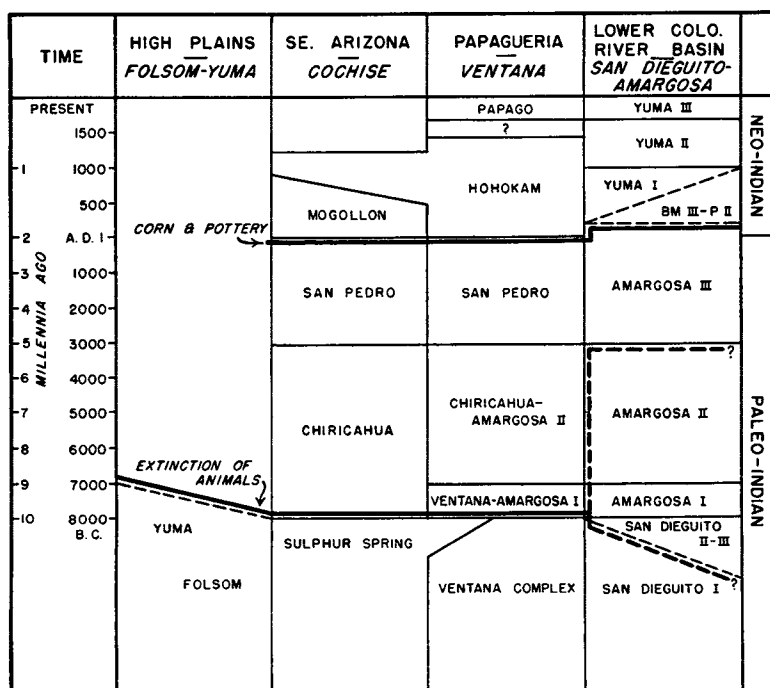 TIME
HIGH PLAINS
FOLSOM-YUMA
SE. ARIZONA
COCHISE
PAPAGUERIA
VENTANA
LOWER COLO.
RIVER BASIN
SAN DIEGUITO-
AMARGOSA
PRESENT
PAPAGO
YUMA III
1500
?
YUMA II
1
1000
HOHOKAM
YUMA I
500
MOGOLLON
BM III-P II
CORN & POTTERY
2
A.D. 1
NEO-INDIAN
MILLENNIA AGO
3
1000
4
2000
SAN PEDRO
SAN PEDRO
AMARGOSA III
5
3000
?
6
4000
CHIRICAHUA-
AMARGOSA II
7
5000
CHIRICAHUA
AMARGOSA II
8
6000
EXTINCTION OF
ANIMALS
9
7000
VENTANA-AMARGOSA I
AMARGOSA I
10
8000
B.C.
YUMA
SULPHUR SPRING
SAN DIEGUITO
II-III
FOLSOM
VENTANA COMPLEX
SAN DIEGUITO I
?
PALEO-INDIAN